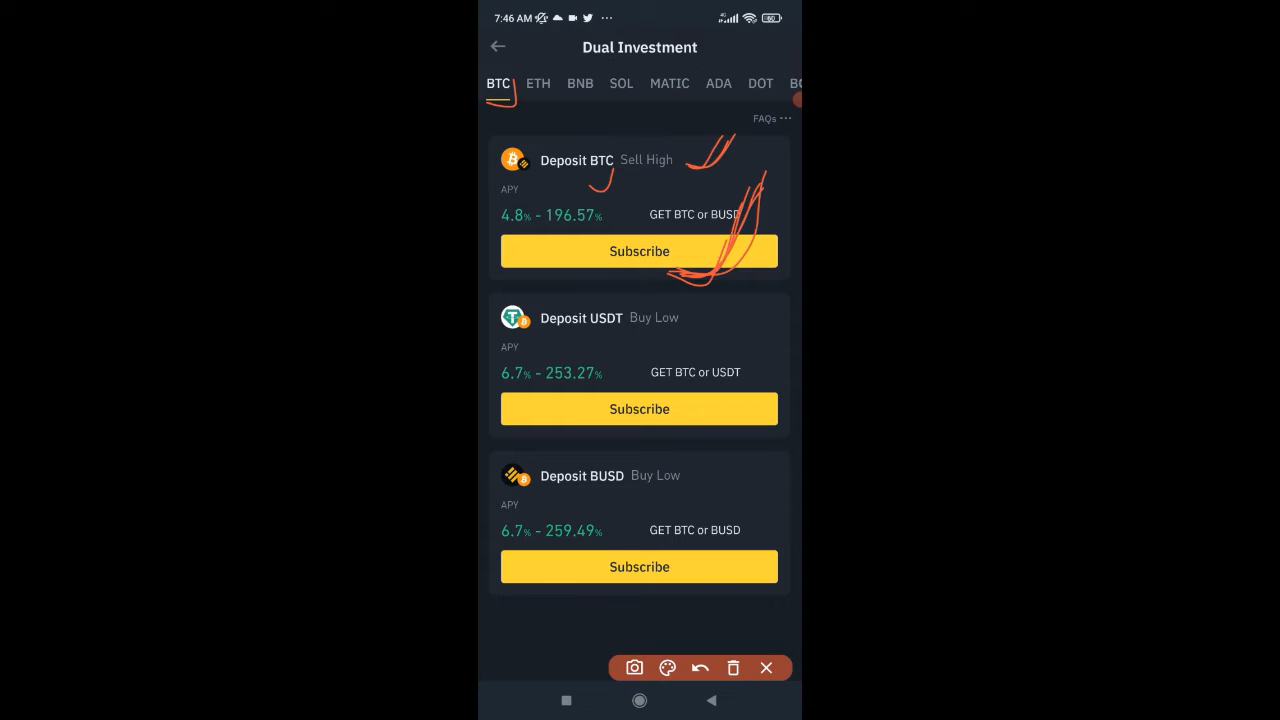 7:46 AM
4G
60
Dual Investment
BTC ETH BNB SOL MATIC ADA DOT
FAQs
Deposit BTC Sell High
APY
4.8% - 196.57% GET BTC or BUSD
Subscribe
Deposit USDT Buy Low
APY
6.7% - 253.27% GET BTC or USDT
Subscribe
Deposit BUSD Buy Low
APY
6.7% - 259.49% GET BTC or BUSD
Subscribe